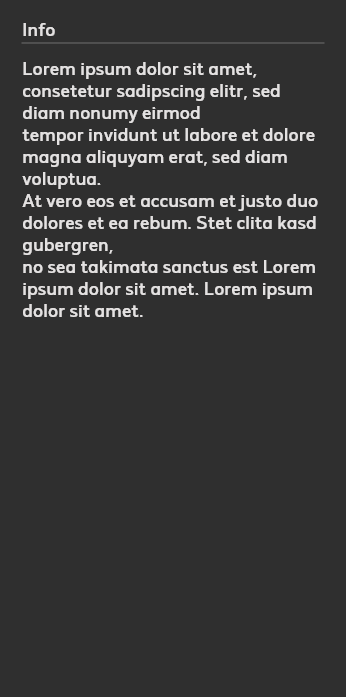 Info
Lorem ipsum dolor sit amet,
consetetur sadipscing elitr, sed
diam nonumy eirmod
tempor invidunt ut labore et dolore
magna aliquyam erat, sed diam
voluptua.
At vero eos et accusam et justo duo
dolores et ea rebum. Stet clita kasd
gubergren,
no sea takimata sanctus est Lorem
ipsum dolor sit amet. Lorem ipsum
dolor sit amet.